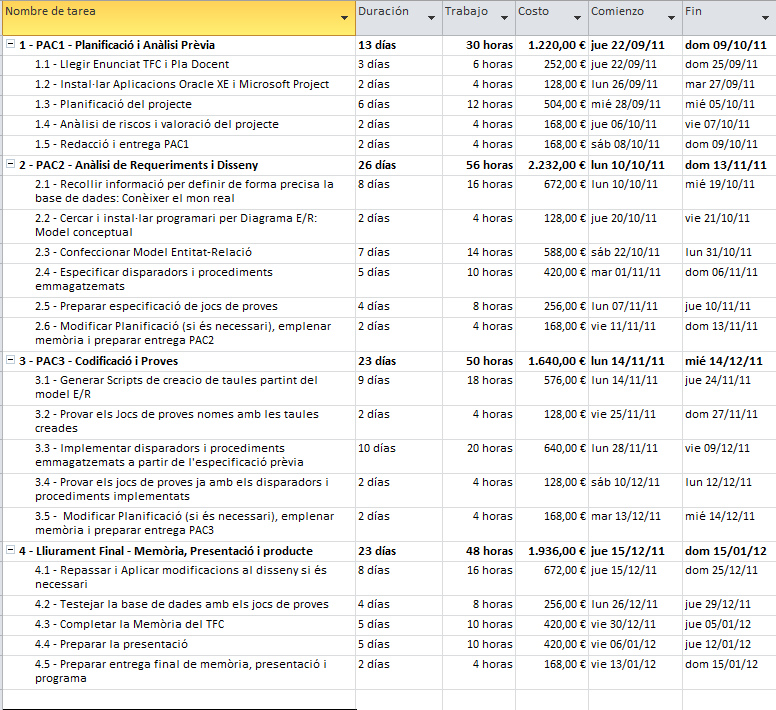 Nombre de tarea Duración Trabajo Costo Comienzo Fin
1 - PAC1 - Planificació i Anàlisi Prèvia 13 días 30 horas 1.220,00 € jue 22/09/11 dom 09/10/11
1.1 - Llegir Enunciat TFC i Pla Docent 3 días 6 horas 252,00 € jue 22/09/11 dom 25/09/11
1.2 - Instal·lar Aplicacions Oracle XE i Microsoft Project 2 días 4 horas 128,00 € lun 26/09/11 mar 27/09/11
1.3 - Planificació del projecte 6 días 12 horas 504,00 € mié 28/09/11 mié 05/10/11
1.4 - Anàlisi de riscos i valoració del projecte 2 días 4 horas 168,00 € jue 06/10/11 vie 07/10/11
1.5 - Redacció i entrega PAC1 2 días 4 horas 168,00 € sáb 08/10/11 dom 09/10/11
2 - PAC2 - Anàlisi de Requeriments i Disseny 26 días 56 horas 2.232,00 € lun 10/10/11 dom 13/11/11
2.1 - Recollir informació per definir de forma precisa la 8 días 16 horas 672,00 € lun 10/10/11 mié 19/10/11
base de dades: Conèixer el mon real
2.2 - Cercar i instal·lar programari per Diagrama E/R: 2 días 4 horas 128,00 € jue 20/10/11 vie 21/10/11
Model conceptual
2.3 - Confeccionar Model Entitat-Relació 7 días 14 horas 588,00 € sáb 22/10/11 lun 31/10/11
2.4 - Especificar disparadors i procediments 5 días 10 horas 420,00 € mar 01/11/11 dom 06/11/11
emmagatzemats
2.5 - Preparar especificació de jocs de proves 4 días 8 horas 256,00 € lun 07/11/11 jue 10/11/11
2.6 - Modificar Planificació (si és necessari), emplenar 2 días 4 horas 168,00 € vie 11/11/11 dom 13/11/11
memòria i preparar entrega PAC2
3 - PAC3 - Codificació i Proves 23 días 50 horas 1.640,00 € lun 14/11/11 mié 14/12/11
3.1 - Generar Scripts de creacio de taules partint del 9 días 18 horas 576,00 € lun 14/11/11 jue 24/11/11
model E/R
3.2 - Provar els Jocs de proves nomes amb les taules 2 días 4 horas 128,00 € vie 25/11/11 dom 27/11/11
creades
3.3 - Implementar disparadors i procediments 10 días 20 horas 640,00 € lun 28/11/11 vie 09/12/11
emmagatzemats a partir de l'especificació prèvia
3.4 - Provar els jocs de proves ja amb els disparadors i 2 días 4 horas 128,00 € sáb 10/12/11 lun 12/12/11
procediments implementats
3.5 - Modificar Planificació (si és necessari), emplenar 2 días 4 horas 168,00 € mar 13/12/11 mié 14/12/11
memòria i preparar entrega PAC3
4 - Lliurament Final - Memòria, Presentació i producte 23 días 48 horas 1.936,00 € jue 15/12/11 dom 15/01/12
4.1 - Repassar i Aplicar modificacions al disseny si és 8 días 16 horas 672,00 € jue 15/12/11 dom 25/12/11
necessari
4.2 - Testejar la base de dades amb els jocs de proves 4 días 8 horas 256,00 € lun 26/12/11 jue 29/12/11
4.3 - Completar la Memòria del TFC 5 días 10 horas 420,00 € vie 30/12/11 jue 05/01/12
4.4 - Preparar la presentació 5 días 10 horas 420,00 € vie 06/01/12 jue 12/01/12
4.5 - Preparar entrega final de memòria, presentació i 2 días 4 horas 168,00 € vie 13/01/12 dom 15/01/12
programa